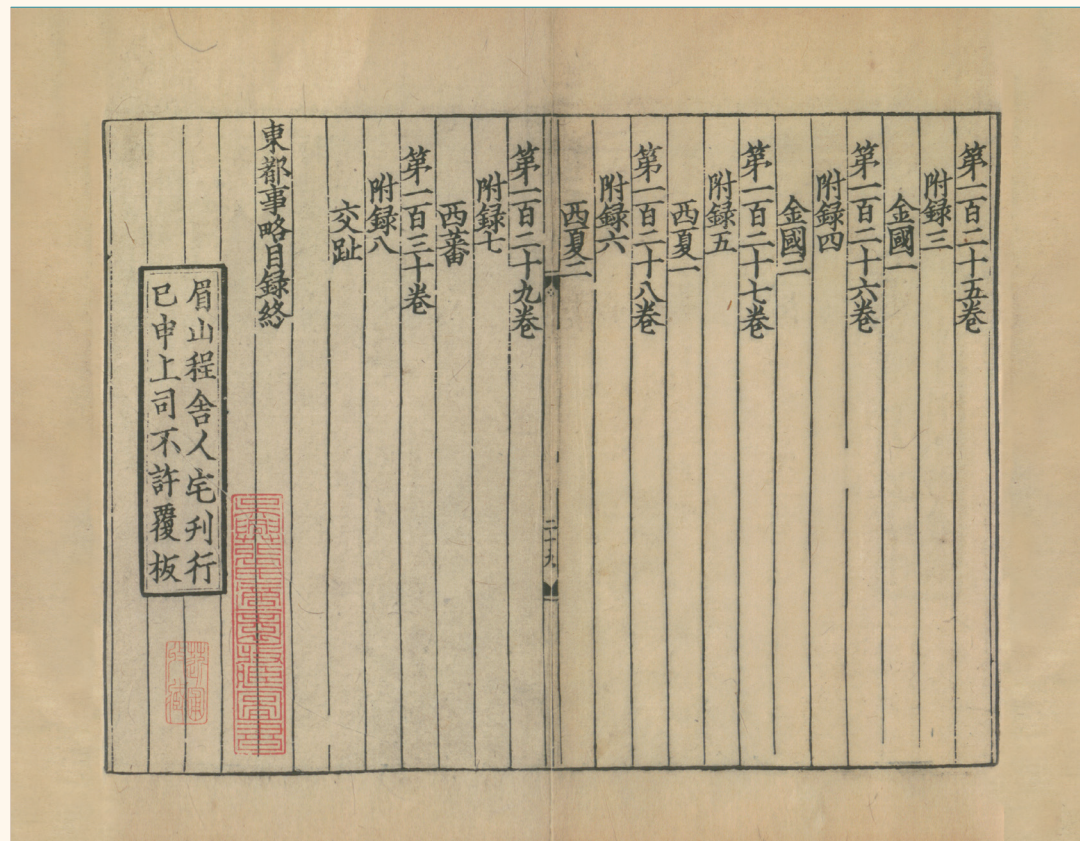 第一百二十五卷
附録三
金國一
第一百二十六卷
附録四
金國二
第一百二十七卷
附録五
西夏一
第一百二十八卷
附録六
西夏二
二十九
第一百二十九卷
附録七
西蕃
第一百三十卷
附録八
交趾
東都事略目録終
眉山程舍人宅刋行
已申上司不許覆板